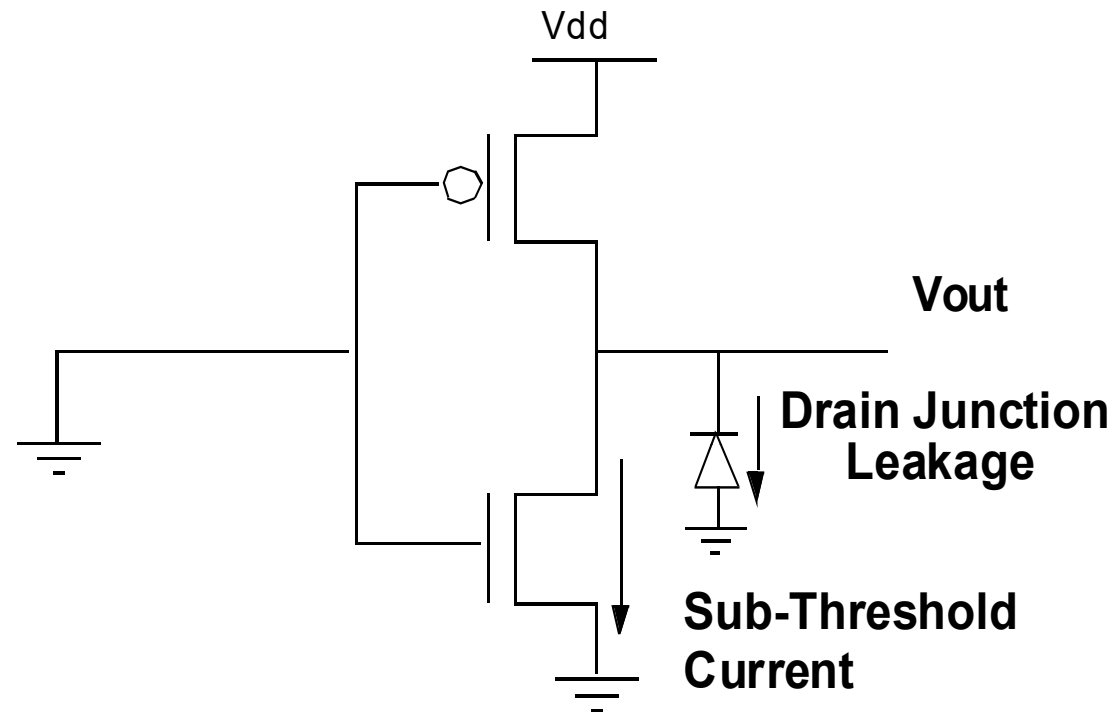 Vdd
Vout
Drain Junction
Leakage
Sub-Threshold
Current